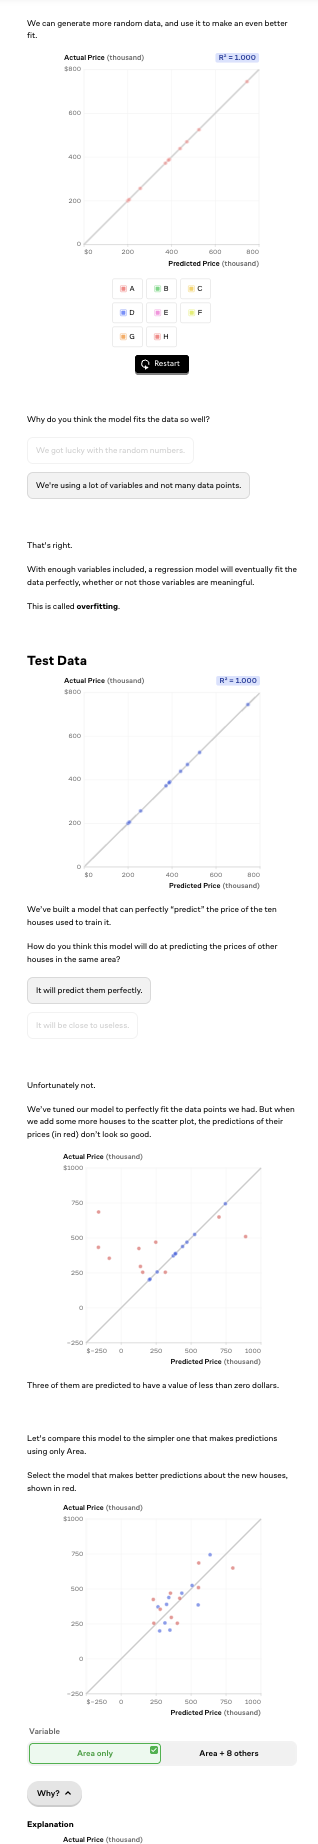 We can generate more random data, and use it to make an even better
fit.
Actual Price (thousand)
R² = 1.000
$800
600
400
200
0
$0 200 400 600 800
Predicted Price (thousand)
A B C
D E F
G H
Restart
Why do you think the model fits the data so well?
We got lucky with the random numbers.
We're using a lot of variables and not many data points.
That's right.
With enough variables included, a regression model will eventually fit the
data perfectly, whether or not those variables are meaningful.
This is called overfitting.
Test Data
Actual Price (thousand)
R² = 1.000
$800
600
400
200
0
$0 200 400 600 800
Predicted Price (thousand)
We've built a model that can perfectly “predict” the price of the ten
houses used to train it.
How do you think this model will do at predicting the prices of other
houses in the same area?
It will predict them perfectly.
It will be close to useless.
Unfortunately not.
We've tuned our model to perfectly fit the data points we had. But when
we add some more houses to the scatter plot, the predictions of their
prices (in red) don't look so good.
Actual Price (thousand)
$1000
750
500
250
0
−250
$−250 0 250 500 750 1000
Predicted Price (thousand)
Three of them are predicted to have a value of less than zero dollars.
Let's compare this model to the simpler one that makes predictions
using only Area.
Select the model that makes better predictions about the new houses,
shown in red.
Actual Price (thousand)
$1000
750
500
250
0
−250
$−250 0 250 500 750 1000
Predicted Price (thousand)
Variable
Area only
Area + 8 others
Why?
Explanation
Actual Price (thousand)